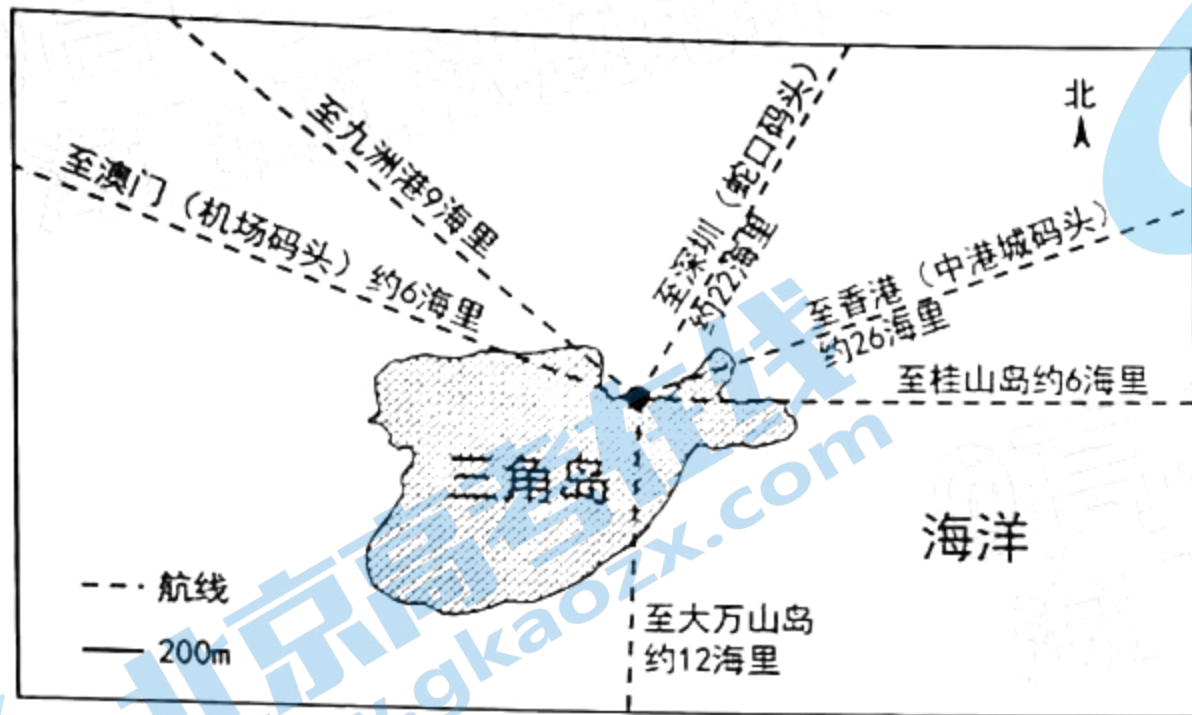 北
至九洲港9海里
至澳门（机场码头）约6海里
至深圳（蛇口码头）
约22海里
至香港（中港城码头）
约26海里
至桂山岛约6海里
三角岛
海洋
航线
200m
至大万山岛
约12海里
北京高考在线
www.gkaozx.com